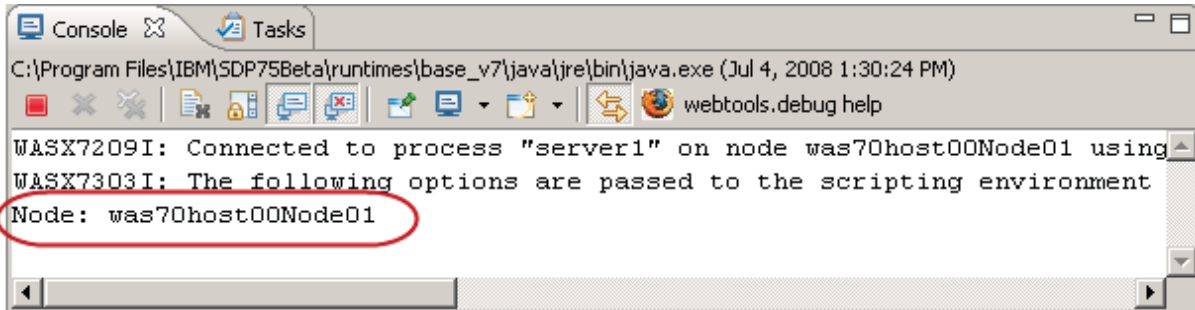 Console Tasks
C:\Program Files\IBM\SDP75Beta\runtimes\base_v7\java\jre\bin\java.exe (Jul 4, 2008 1:30:24 PM)
webtools.debug help
WASX7209I: Connected to process "server1" on node was70host00Node01 using
WASX7303I: The following options are passed to the scripting environment
Node: was70host00Node01